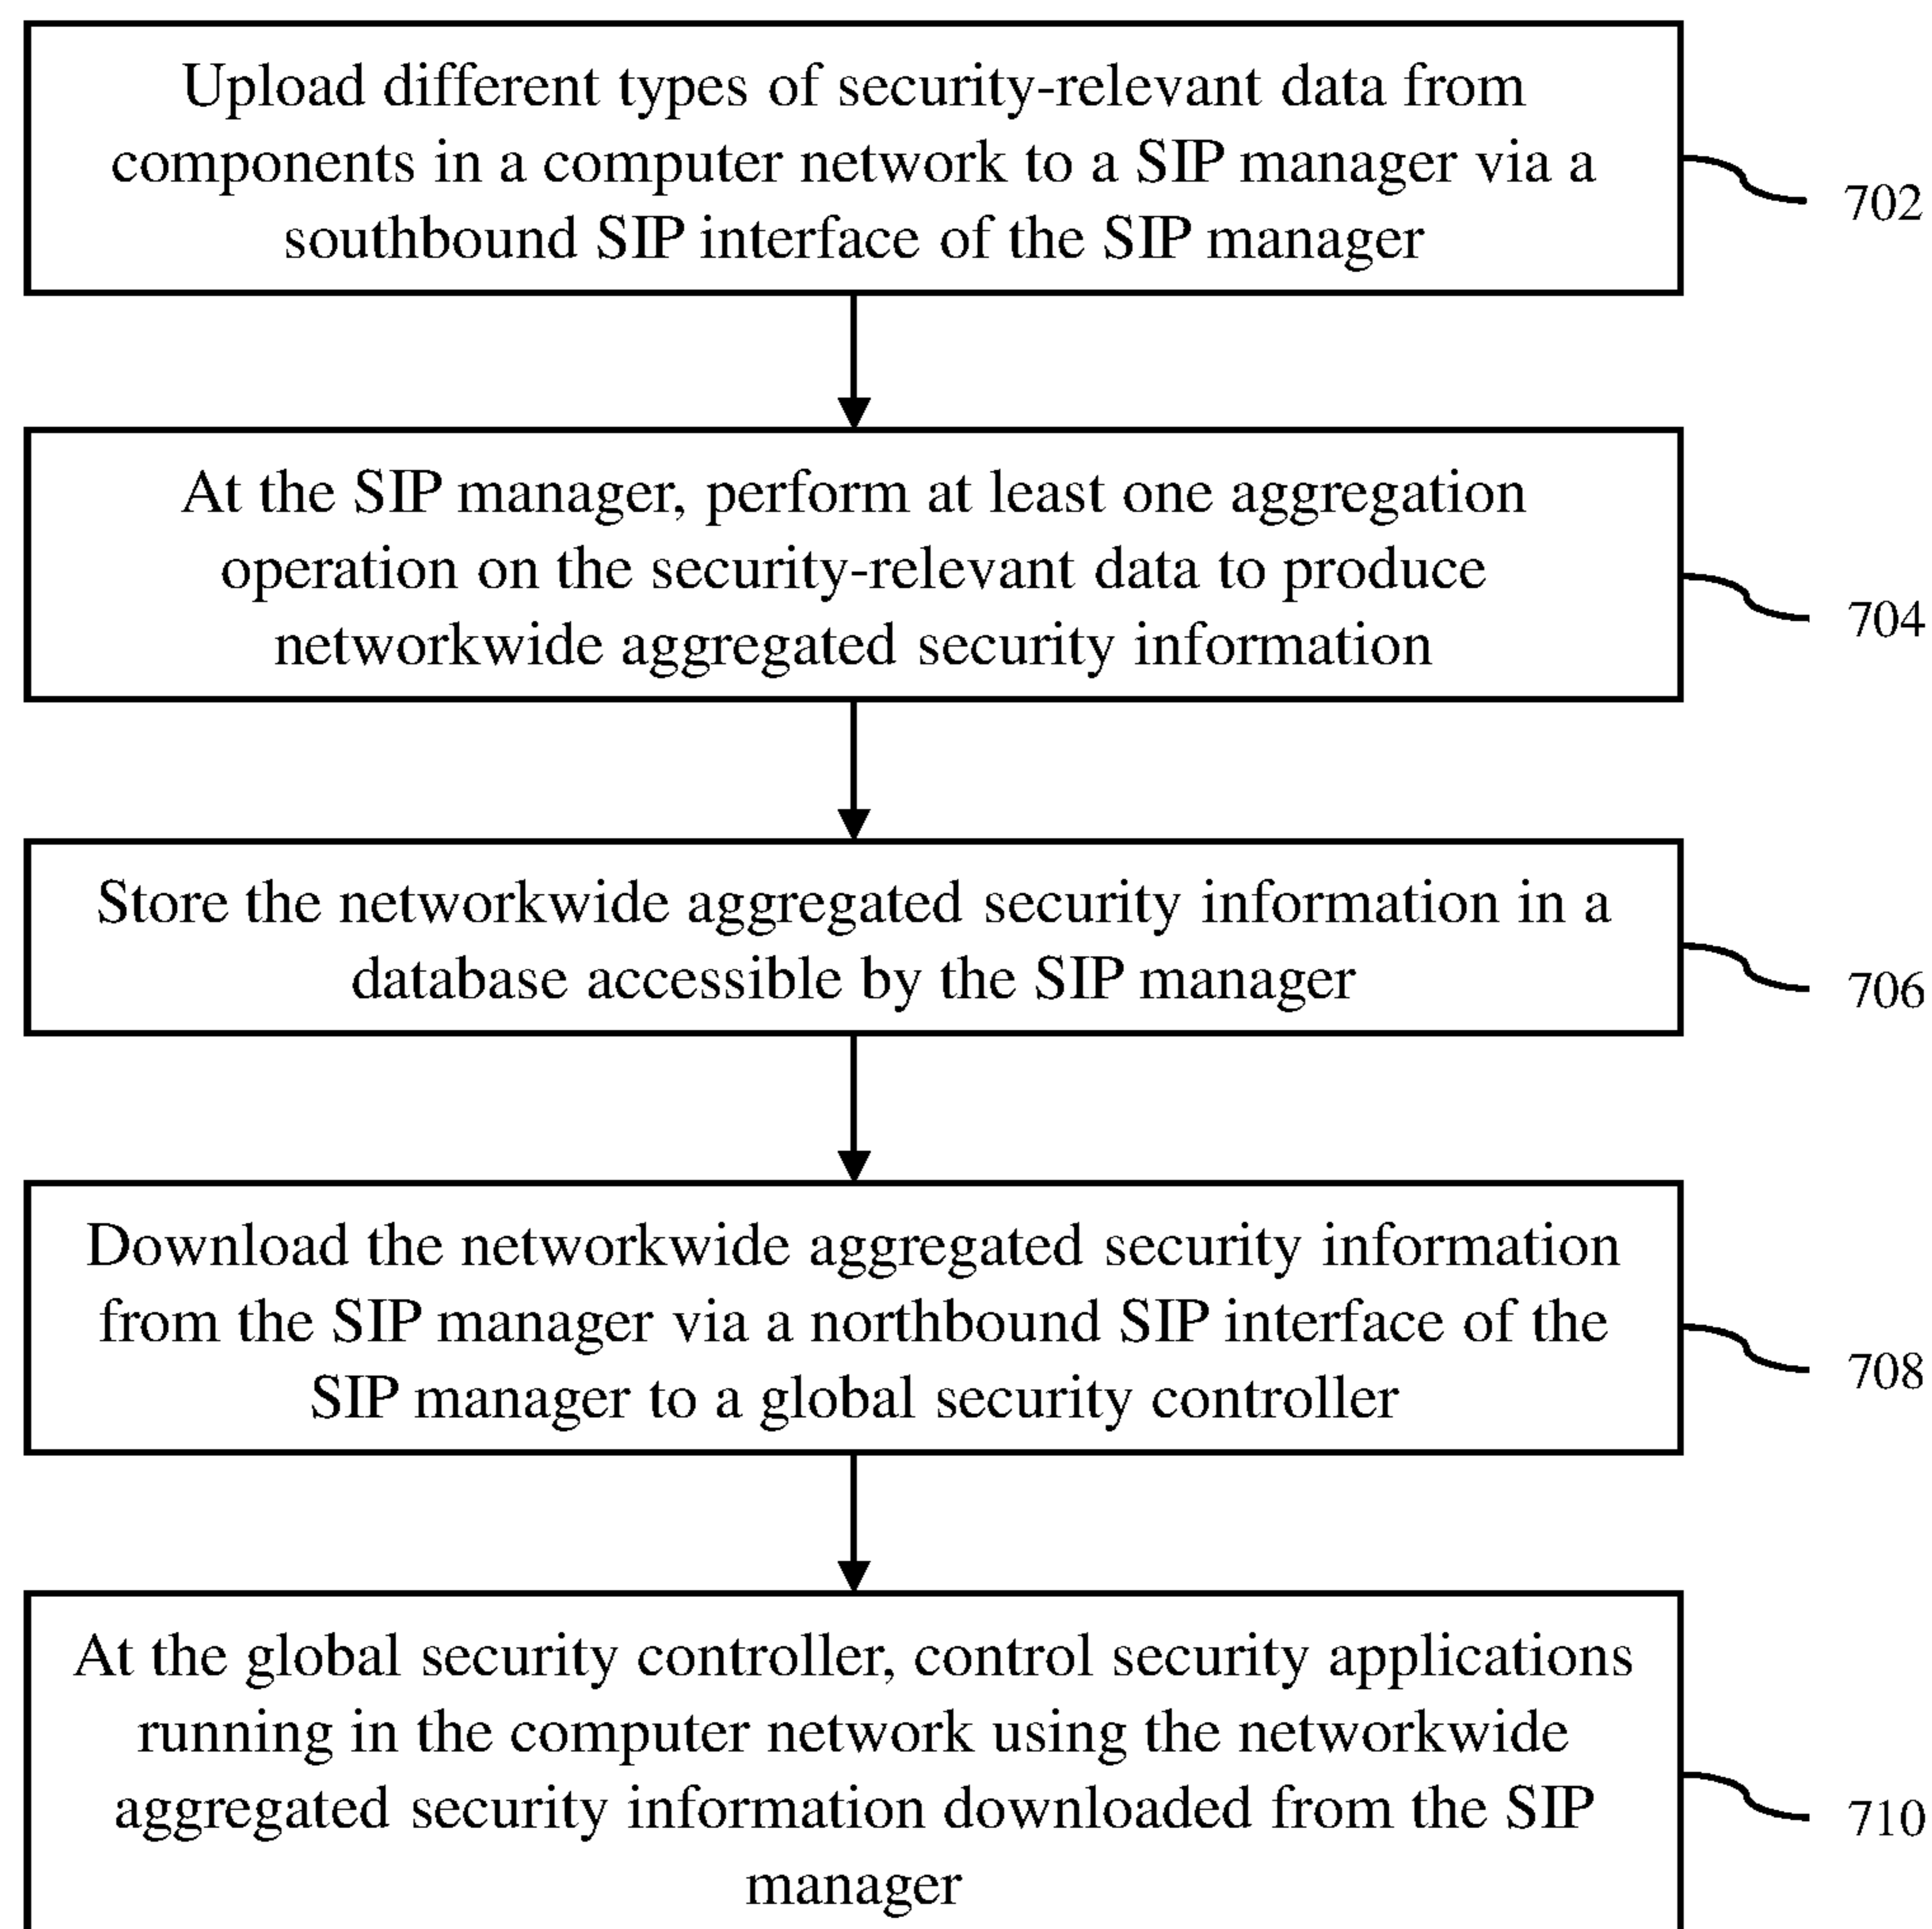 Upload different types of security-relevant data from
components in a computer network to a SIP manager via a
southbound SIP interface of the SIP manager
702
At the SIP manager, perform at least one aggregation
operation on the security-relevant data to produce
networkwide aggregated security information
704
Store the networkwide aggregated security information in a
database accessible by the SIP manager
706
Download the networkwide aggregated security information
from the SIP manager via a northbound SIP interface of the
SIP manager to a global security controller
708
At the global security controller, control security applications
running in the computer network using the networkwide
aggregated security information downloaded from the SIP
manager
710